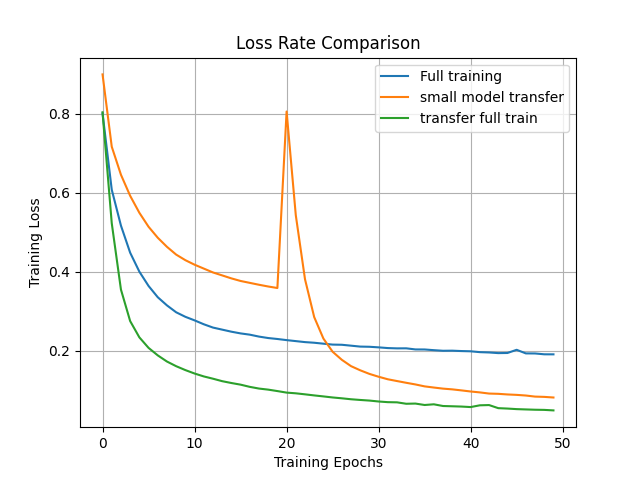 Loss Rate Comparison
Full training
small model transfer
transfer full train
Training Loss
0.8
0.6
0.4
0.2
0
10
20
30
40
50
Training Epochs